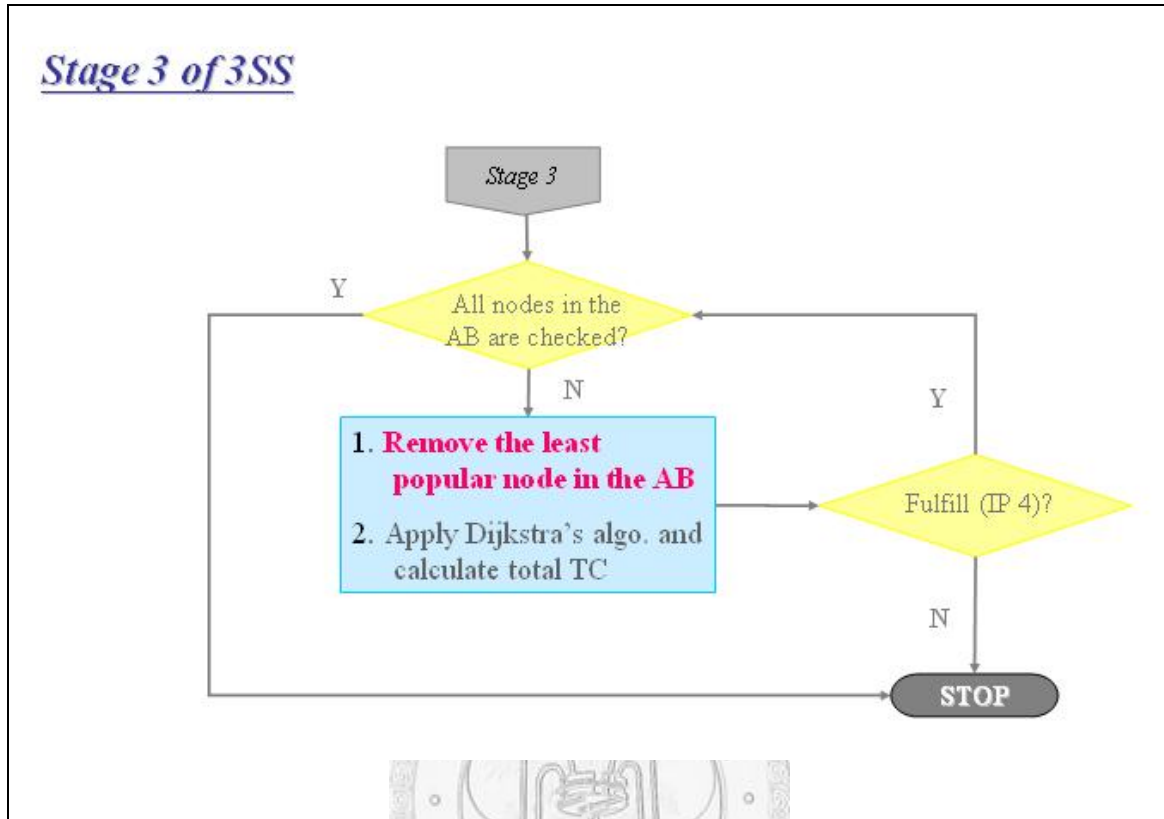 Stage 3 of 3SS
Stage 3
Y
All nodes in the
AB are checked?
N
Y
1. Remove the least
popular node in the AB
2. Apply Dijkstra's algo. and
calculate total TC
Fulfill (IP 4)?
N
STOP